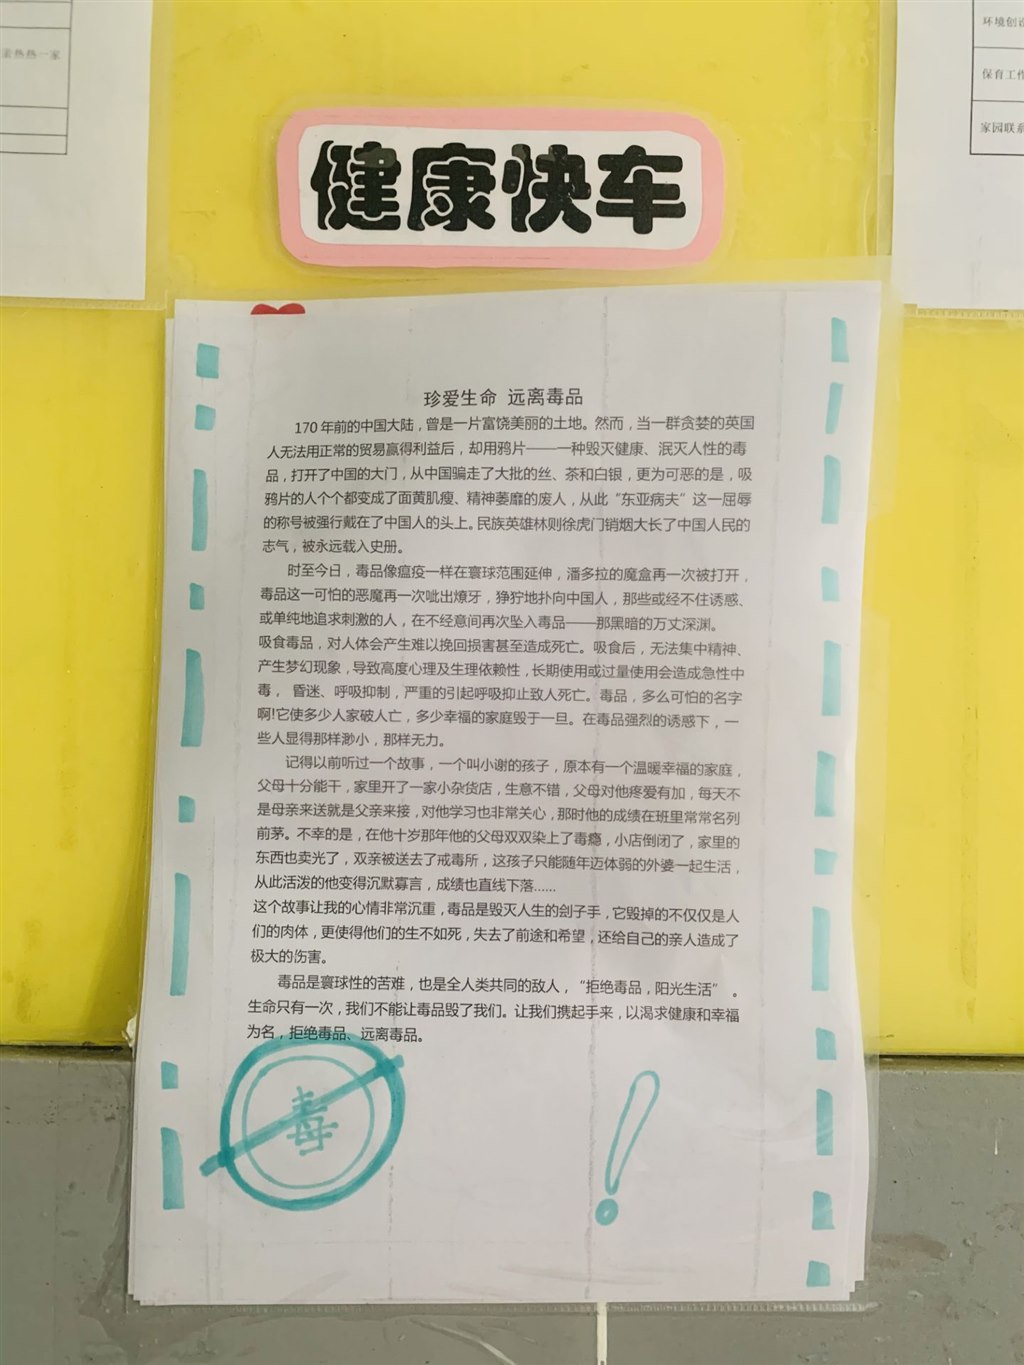 亲热热一家
环境创设
保育工作
家园联系
健康快车
珍爱生命 远离毒品
170年前的中国大陆，曾是一片富饶美丽的土地。然而，当一群贪婪的英国
人无法用正常的贸易赢得利益后，却用鸦片——一种毁灭健康、泯灭人性的毒
品，打开了中国的大门，从中国骗走了大批的丝、茶和白银，更为可恶的是，吸
鸦片的人个个都变成了面黄肌瘦、精神萎靡的废人，从此“东亚病夫”这一屈辱
的称号被强行戴在了中国人的头上。民族英雄林则徐虎门销烟大长了中国人民的
志气，被永远载入史册。
时至今日，毒品像瘟疫一样在寰球范围延伸，潘多拉的魔盒再一次被打开，
毒品这一可怕的恶魔再一次呲出燎牙，狰狞地扑向中国人，那些或经不住诱惑、
或单纯地追求刺激的人，在不经意间再次坠入毒品——那黑暗的万丈深渊。
吸食毒品，对人体会产生难以挽回损害甚至造成死亡。吸食后，无法集中精神、
产生梦幻现象，导致高度心理及生理依赖性，长期使用或过量使用会造成急性中
毒， 昏迷、呼吸抑制，严重的引起呼吸抑止致人死亡。毒品，多么可怕的名字
啊!它使多少人家破人亡，多少幸福的家庭毁于一旦。在毒品强烈的诱惑下，一
些人显得那样渺小，那样无力。
记得以前听过一个故事，一个叫小谢的孩子，原本有一个温暖幸福的家庭，
父母十分能干，家里开了一家小杂货店，生意不错，父母对他疼爱有加，每天不
是母亲来送就是父亲来接，对他学习也非常关心，那时他的成绩在班里常常名列
前茅。不幸的是，在他十岁那年他的父母双双染上了毒瘾，小店倒闭了，家里的
东西也卖光了，双亲被送去了戒毒所，这孩子只能随年迈体弱的外婆一起生活，
从此活泼的他变得沉默寡言，成绩也直线下落……
这个故事让我的心情非常沉重，毒品是毁灭人生的刽子手，它毁掉的不仅仅是人
们的肉体，更使得他们的生不如死，失去了前途和希望，还给自己的亲人造成了
极大的伤害。
毒品是寰球性的苦难，也是全人类共同的敌人，“拒绝毒品，阳光生活” 。
生命只有一次，我们不能让毒品毁了我们。让我们携起手来，以渴求健康和幸福
为名，拒绝毒品、远离毒品。
毒
！